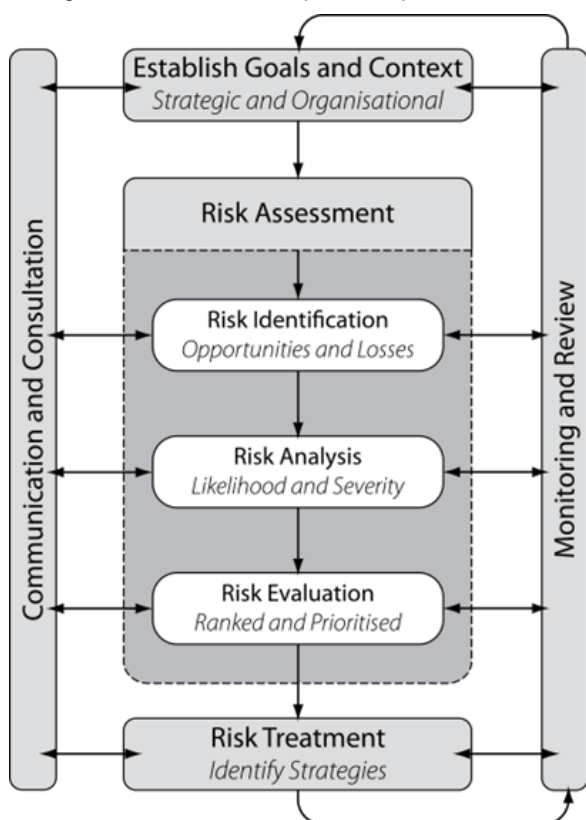 Establish Goals and Context
Strategic and Organisational
Risk Assessment
Risk Identification
Opportunities and Losses
Risk Analysis
Likelihood and Severity
Risk Evaluation
Ranked and Prioritised
Risk Treatment
Identify Strategies
Communication and Consultation
Monitoring and Review